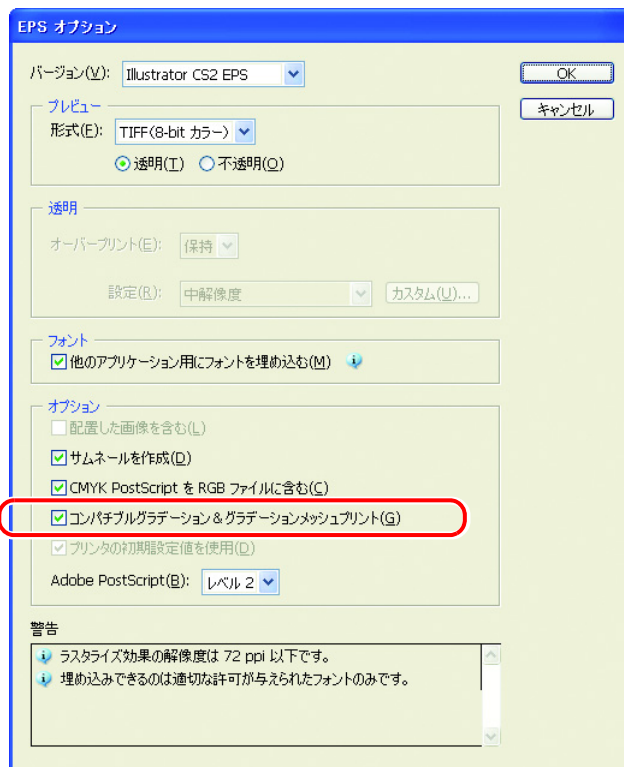 EPS オプション
バージョン(V): Illustrator CS2 EPS
OK
キャンセル
プレビュー
形式(F): TIFF(8-bit カラー)
透明(T) 不透明(O)
透明
オーバープリント(E): 保持
設定(R): 中解像度 カスタム(U)...
フォント
他のアプリケーション用にフォントを埋め込む(M)
オプション
配置した画像を含む(L)
サムネールを作成(D)
CMYK PostScript を RGB ファイルに含む(C)
コンパチブルグラデーション&グラデーションメッシュプリント(G)
プリンタの初期設定値を使用(D)
Adobe PostScript(B): レベル 2
警告
ラスタライズ効果の解像度は 72 ppi 以下です。
埋め込みできるのは適切な許可が与えられたフォントのみです。